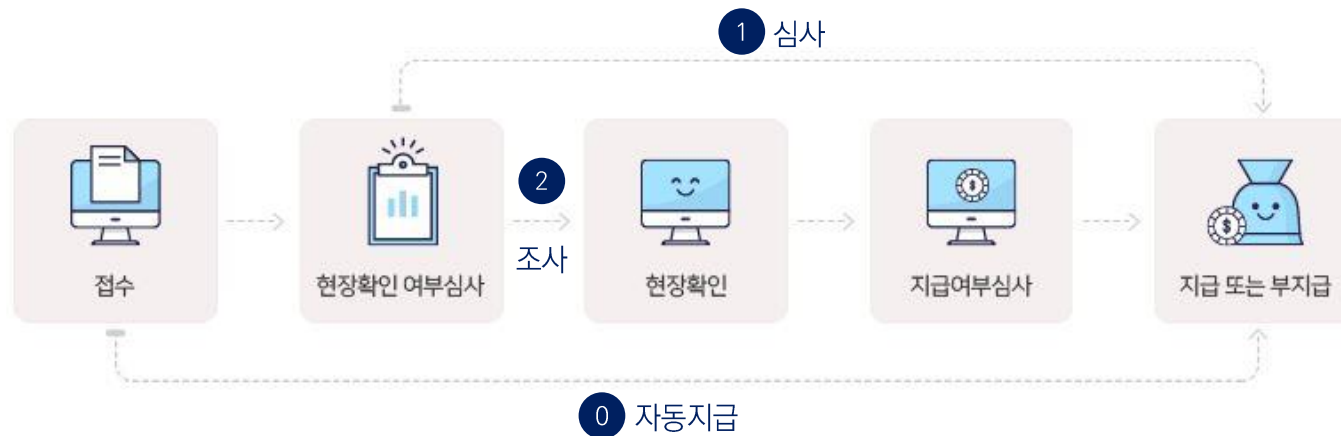 1 심사
2
조사
접수
현장확인 여부심사
현장확인
지급여부심사
지급 또는 부지급
0 자동지급